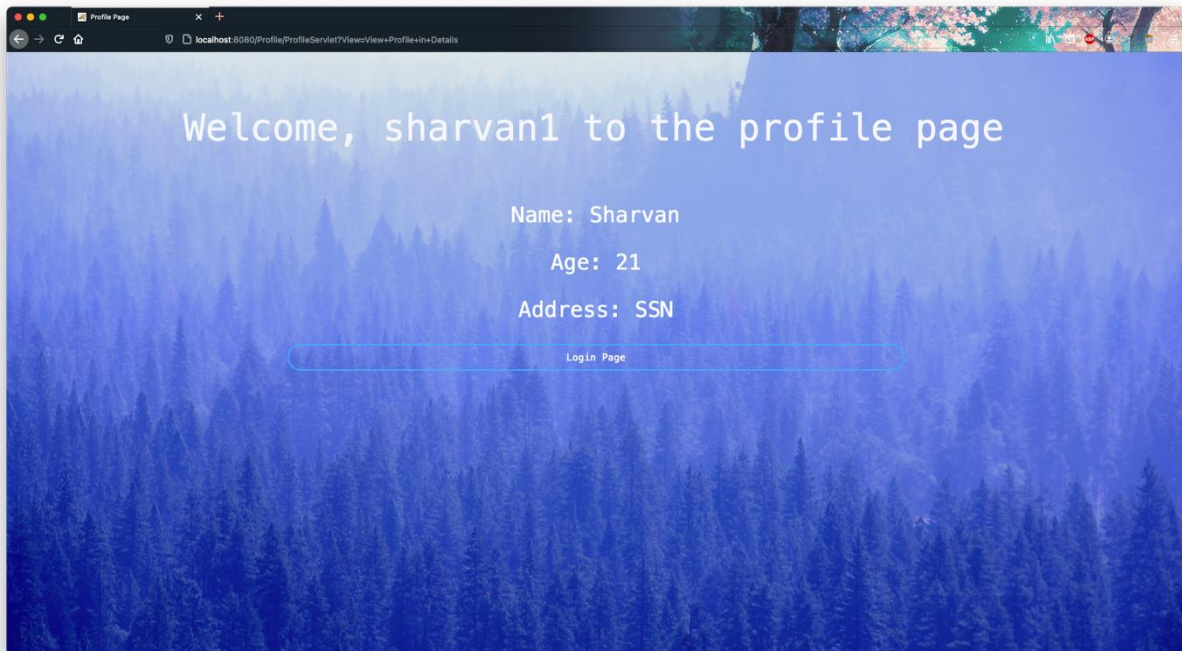 Profile Page
localhost:8080/Profile/ProfileServlet?View=View+Profile+in+Details
Welcome, sharvan1 to the profile page
Name: Sharvan
Age: 21
Address: SSN
Login Page